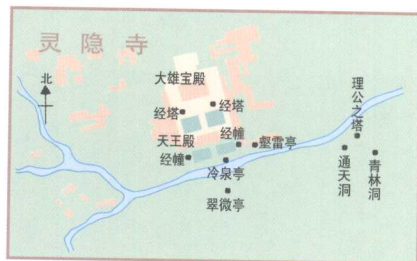 灵隐寺
北
大雄宝殿
经塔
经塔
天王殿
经幢
经幢
壑雷亭
冷泉亭
翠微亭
理公之塔
通天洞
青林洞